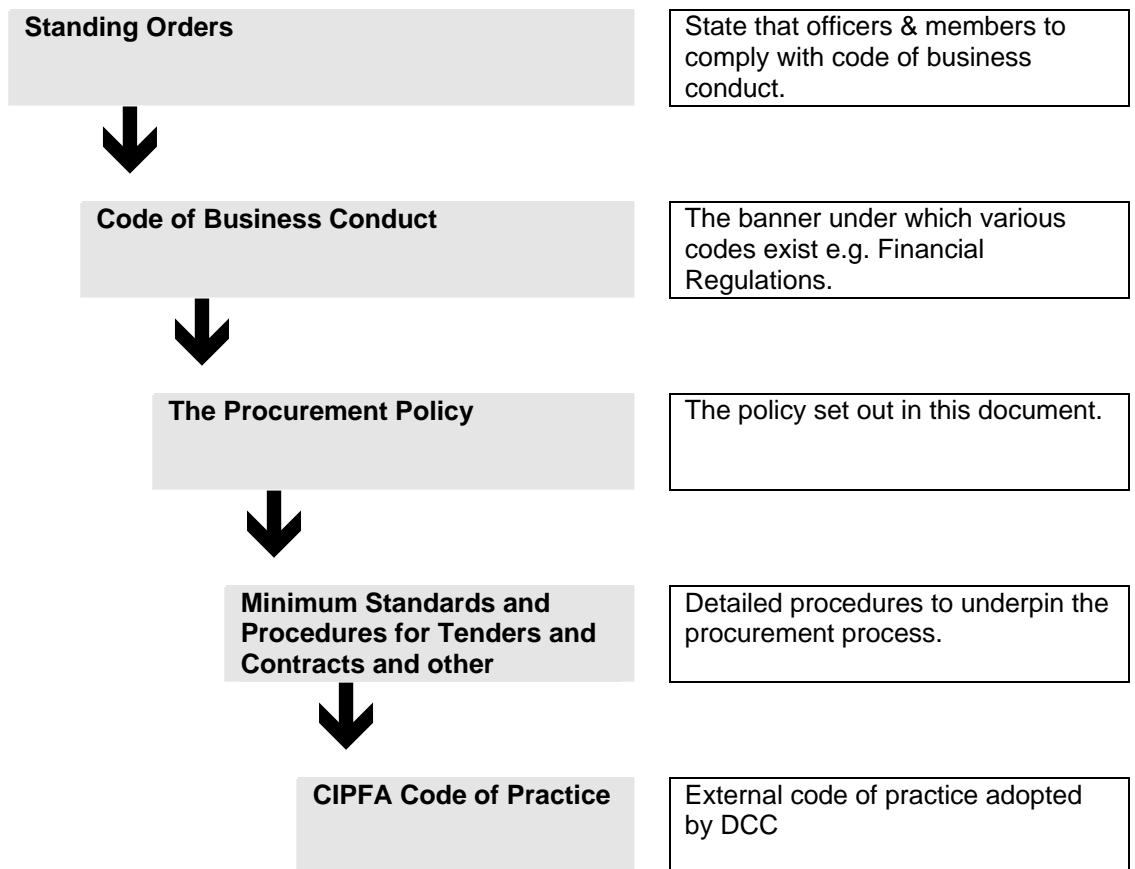 Standing Orders
State that officers & members to
comply with code of business
conduct.
Code of Business Conduct
The banner under which various
codes exist e.g. Financial
Regulations.
The Procurement Policy
The policy set out in this document.
Minimum Standards and
Procedures for Tenders and
Contracts and other
Detailed procedures to underpin the
procurement process.
CIPFA Code of Practice
External code of practice adopted
by DCC